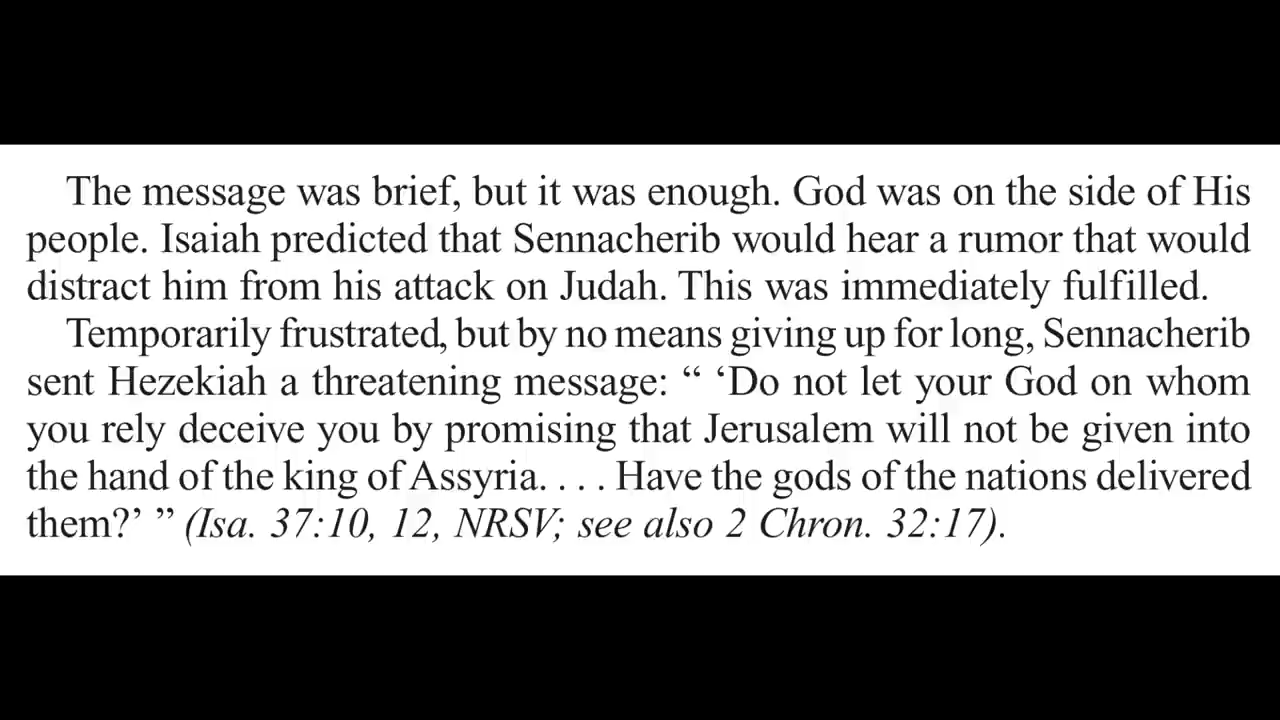 The message was brief, but it was enough. God was on the side of His
people. Isaiah predicted that Sennacherib would hear a rumor that would
distract him from his attack on Judah. This was immediately fulfilled.
Temporarily frustrated, but by no means giving up for long, Sennacherib
sent Hezekiah a threatening message: “ ‘Do not let your God on whom
you rely deceive you by promising that Jerusalem will not be given into
the hand of the king of Assyria. . . . Have the gods of the nations delivered
them?’ ” (Isa. 37:10, 12, NRSV; see also 2 Chron. 32:17).